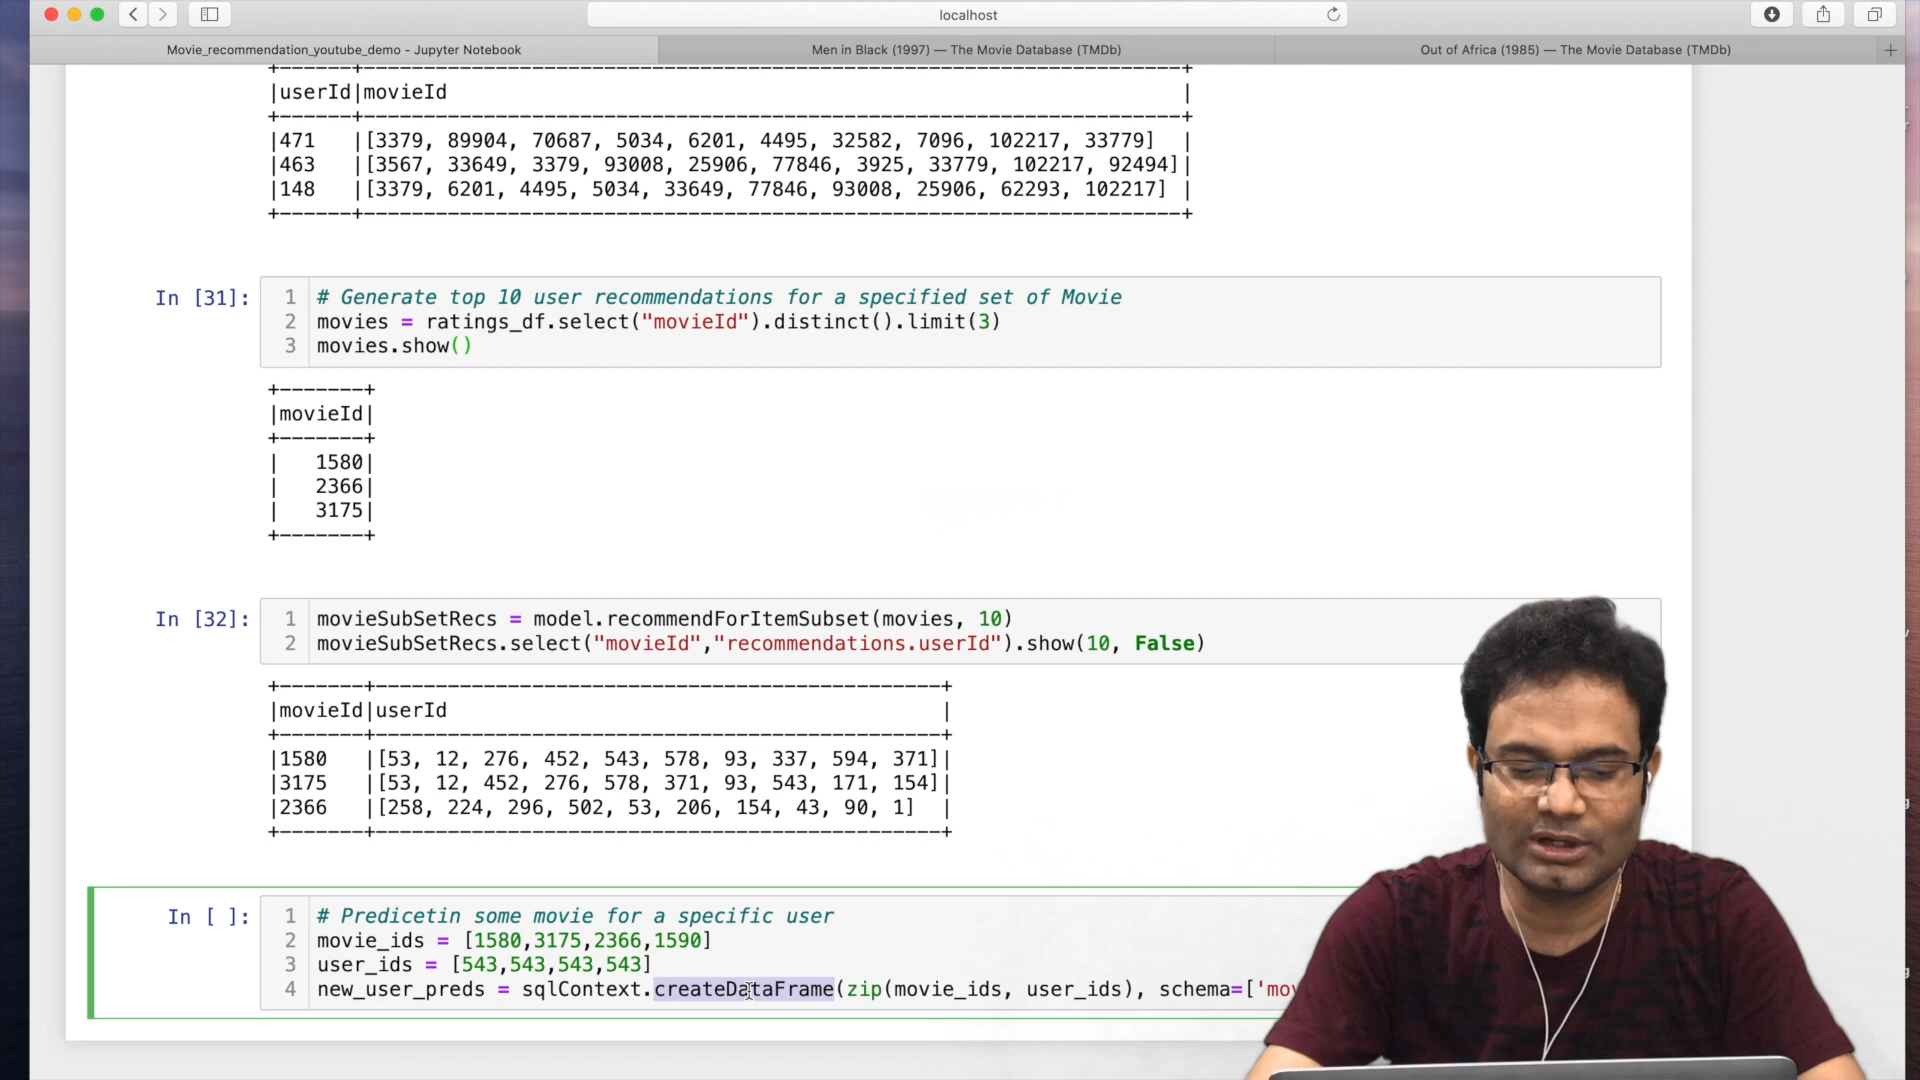 localhost
Movie_recommendation_youtube_demo - Jupyter Notebook
Men in Black (1997) — The Movie Database (TMDb)
Out of Africa (1985) — The Movie Database (TMDb)
+------+--------------------------------------------------------------------+
|userId|movieId |
+------+--------------------------------------------------------------------+
|471 |[3379, 89904, 70687, 5034, 6201, 4495, 32582, 7096, 102217, 33779] |
|463 |[3567, 33649, 3379, 93008, 25906, 77846, 3925, 33779, 102217, 92494]|
|148 |[3379, 6201, 4495, 5034, 33649, 77846, 93008, 25906, 62293, 102217] |
+------+--------------------------------------------------------------------+
In [31]:
1 # Generate top 10 user recommendations for a specified set of Movie
2 movies = ratings_df.select("movieId").distinct().limit(3)
3 movies.show()
+-------+
|movieId|
+-------+
| 1580|
| 2366|
| 3175|
+-------+
In [32]:
1 movieSubSetRecs = model.recommendForItemSubset(movies, 10)
2 movieSubSetRecs.select("movieId","recommendations.userId").show(10, False)
+-------+-----------------------------------------------+
|movieId|userId |
+-------+-----------------------------------------------+
|1580 |[53, 12, 276, 452, 543, 578, 93, 337, 594, 371]|
|3175 |[53, 12, 452, 276, 578, 371, 93, 543, 171, 154]|
|2366 |[258, 224, 296, 502, 53, 206, 154, 43, 90, 1] |
+-------+-----------------------------------------------+
In [ ]:
1 # Predicetin some movie for a specific user
2 movie_ids = [1580,3175,2366,1590]
3 user_ids = [543,543,543,543]
4 new_user_preds = sqlContext.createDataFrame(zip(movie_ids, user_ids), schema=['mov